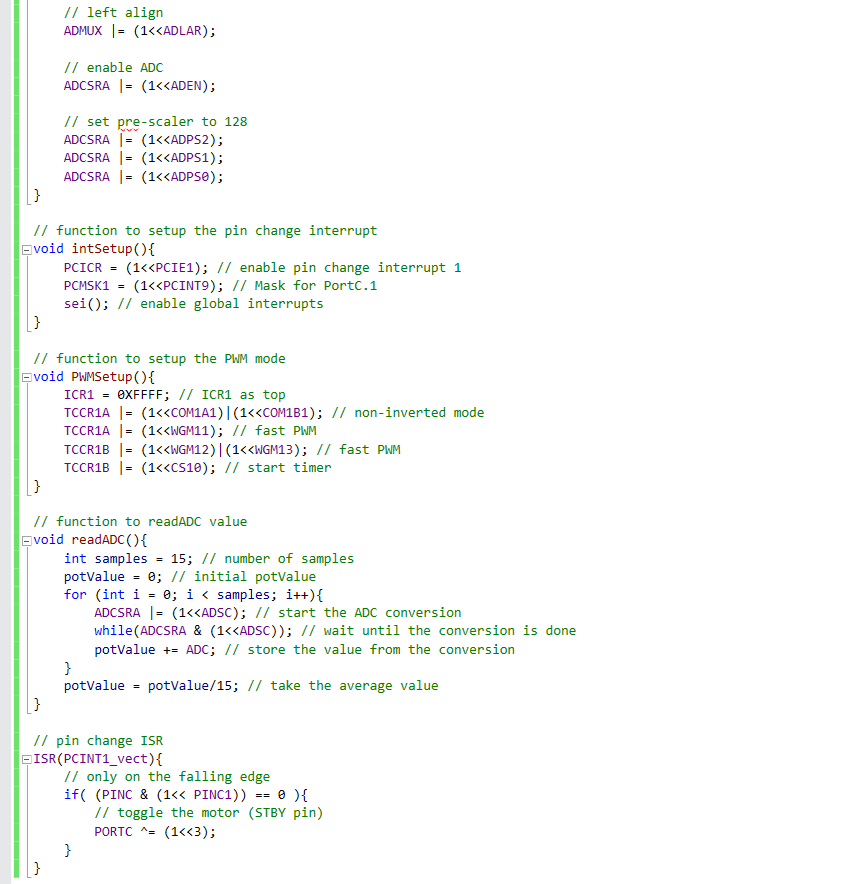 // left align
ADMUX |= (1<<ADLAR);
// enable ADC
ADCSRA |= (1<<ADEN);
// set pre-scaler to 128
ADCSRA |= (1<<ADPS2);
ADCSRA |= (1<<ADPS1);
ADCSRA |= (1<<ADPS0);
}
// function to setup the pin change interrupt
void intSetup(){
PCICR = (1<<PCIE1); // enable pin change interrupt 1
PCMSK1 = (1<<PCINT9); // Mask for PortC.1
sei(); // enable global interrupts
}
// function to setup the PWM mode
void PWMSetup(){
ICR1 = 0XFFFF; // ICR1 as top
TCCR1A |= (1<<COM1A1)|(1<<COM1B1); // non-inverted mode
TCCR1A |= (1<<WGM11); // fast PWM
TCCR1B |= (1<<WGM12)|(1<<WGM13); // fast PWM
TCCR1B |= (1<<CS10); // start timer
}
// function to readADC value
void readADC(){
int samples = 15; // number of samples
potValue = 0; // initial potValue
for (int i = 0; i < samples; i++){
ADCSRA |= (1<<ADSC); // start the ADC conversion
while(ADCSRA & (1<<ADSC)); // wait until the conversion is done
potValue += ADC; // store the value from the conversion
}
potValue = potValue/15; // take the average value
}
// pin change ISR
ISR(PCINT1_vect){
// only on the falling edge
if( (PINC & (1<< PINC1)) == 0 ){
// toggle the motor (STBY pin)
PORTC ^= (1<<3);
}
}